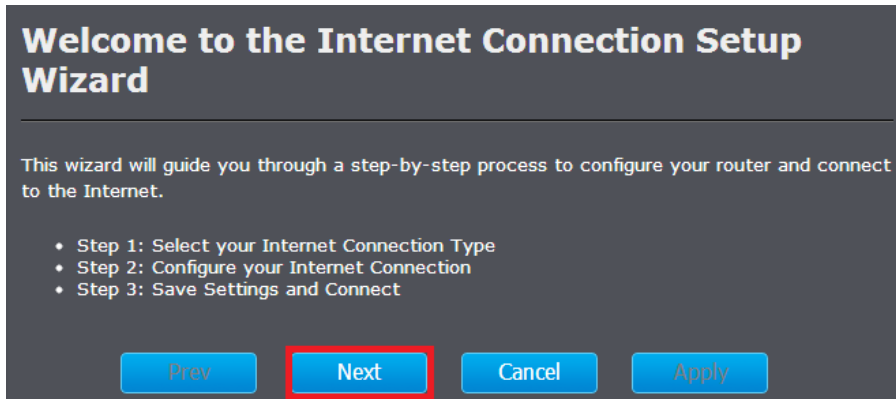 Welcome to the Internet Connection Setup
Wizard
This wizard will guide you through a step-by-step process to configure your router and connect
to the Internet.
• Step 1: Select your Internet Connection Type
• Step 2: Configure your Internet Connection
• Step 3: Save Settings and Connect
Prev Next Cancel Apply